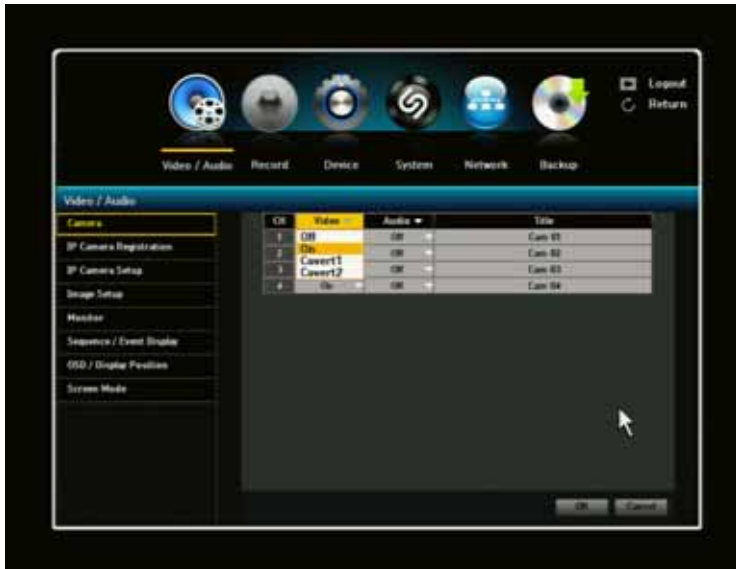 Logout
Return
Video / Audio Record Device System Network Backup
Video / Audio
Camera
IP Camera Registration
IP Camera Setup
Image Setup
Monitor
Sequence / Event Display
OSD / Display Position
Screen Mode
CH Video Audio Title
1 Off Off Cam 01
2 On Off Cam 02
3 Covert1 Off Cam 03
Covert2
4 On Off Cam 04
OK Cancel